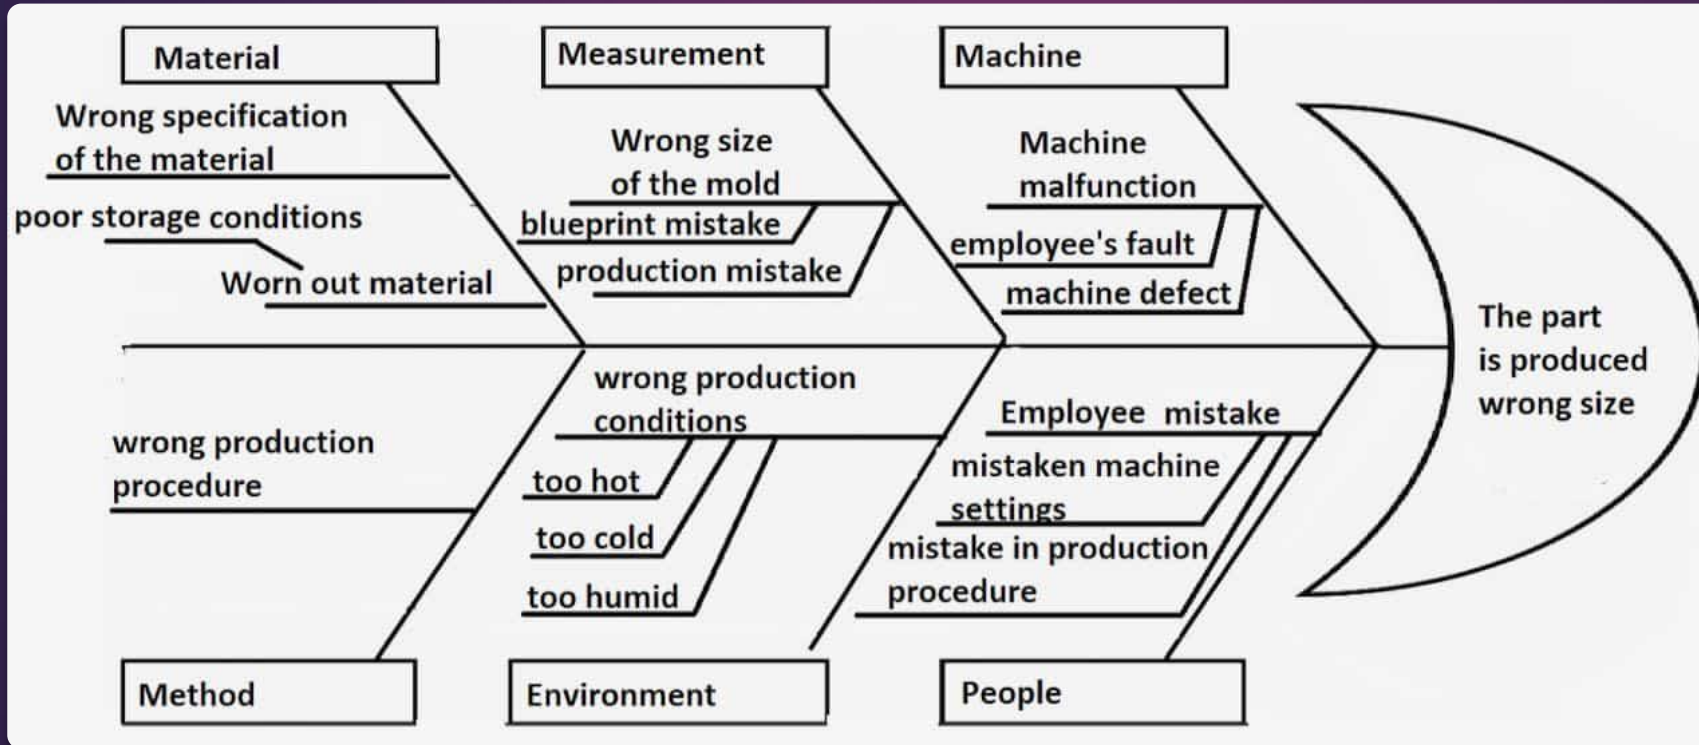 Material
Measurement
Machine
Wrong specification
of the material
poor storage conditions
Worn out material
Wrong size
of the mold
blueprint mistake
production mistake
Machine
malfunction
employee's fault
machine defect
The part
is produced
wrong size
wrong production
procedure
wrong production
conditions
too hot
too cold
too humid
Employee mistake
mistaken machine
settings
mistake in production
procedure
Method
Environment
People